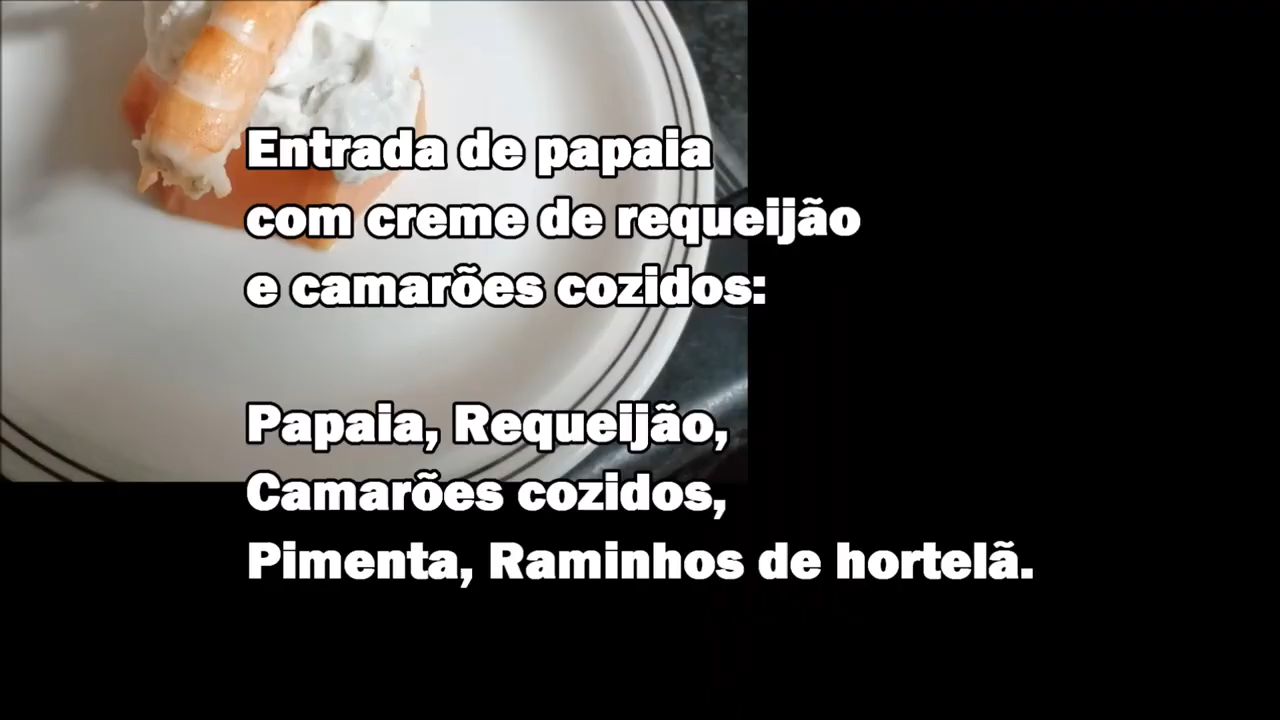 Entrada de papaia
com creme de requeijão
e camarões cozidos:
Papaia, Requeijão,
Camarões cozidos,
Pimenta, Raminhos de hortelã.